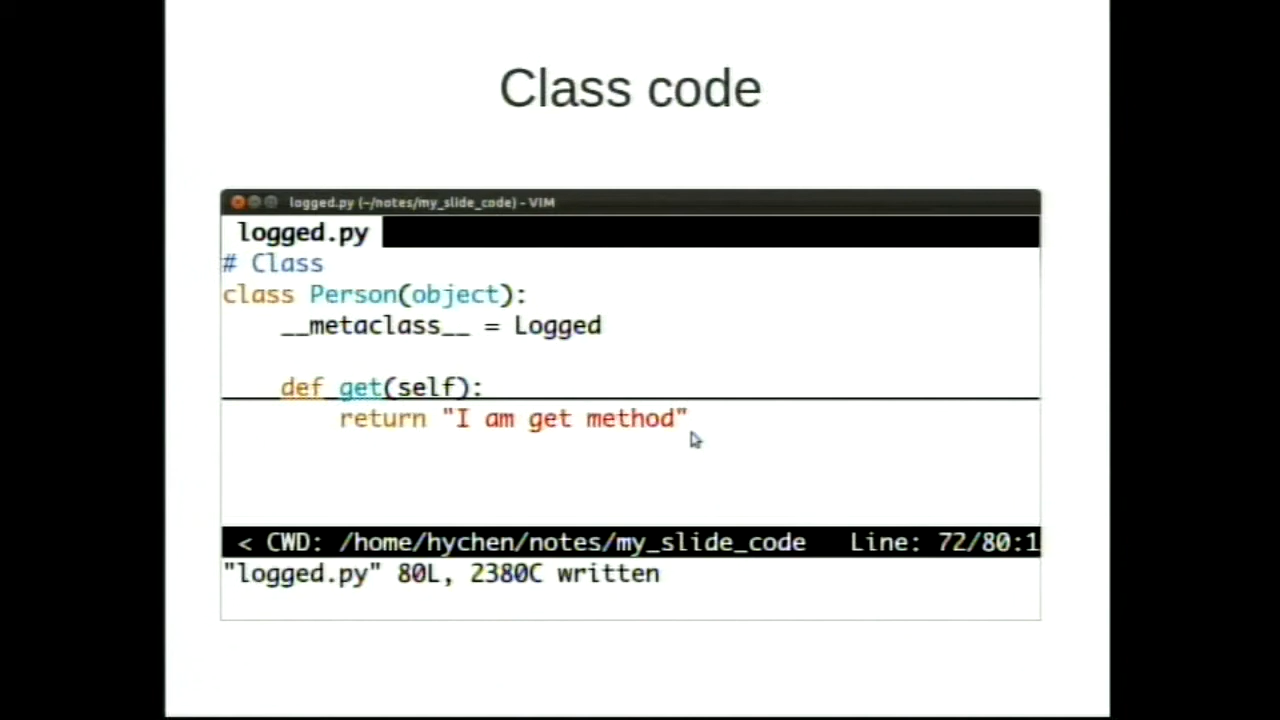 Class code
logged.py (~/notes/my_slide_code) - VIM
logged.py
# Class
class Person(object):
    __metaclass__ = Logged
    def get(self):
        return "I am get method"
< CWD: /home/hychen/notes/my_slide_code   Line: 72/80:1
"logged.py" 80L, 2380C written